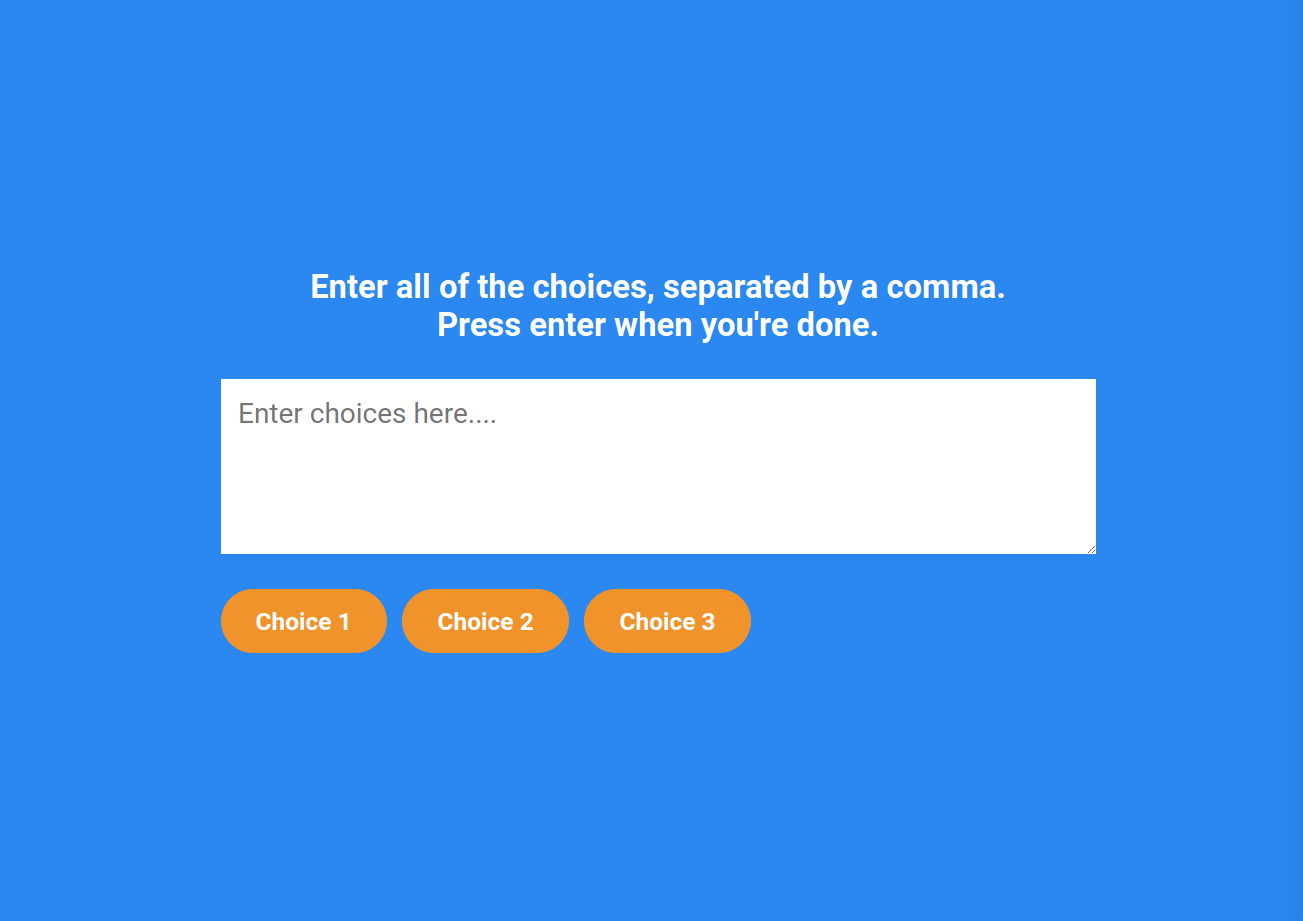 Enter all of the choices, separated by a comma.
Press enter when you're done.
Enter choices here....
Choice 1 Choice 2 Choice 3